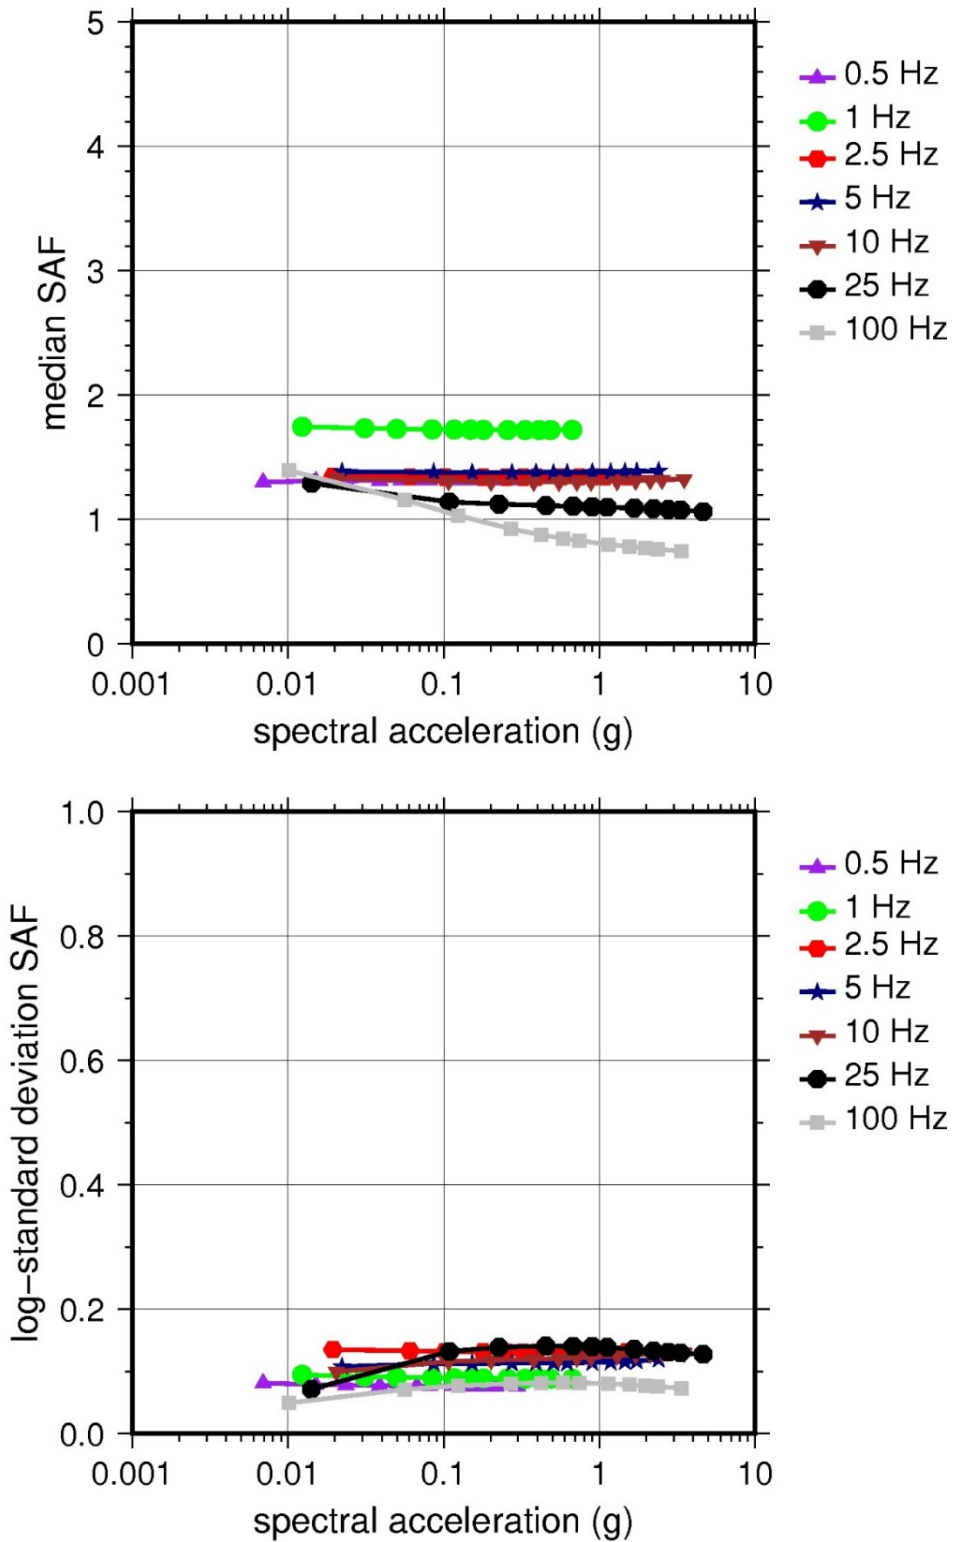 5
4
3
2
1
0
median SAF
0.001 0.01 0.1 1 10
spectral acceleration (g)
0.5 Hz
1 Hz
2.5 Hz
5 Hz
10 Hz
25 Hz
100 Hz
1.0
0.8
0.6
0.4
0.2
0.0
log-standard deviation SAF
0.001 0.01 0.1 1 10
spectral acceleration (g)
0.5 Hz
1 Hz
2.5 Hz
5 Hz
10 Hz
25 Hz
100 Hz